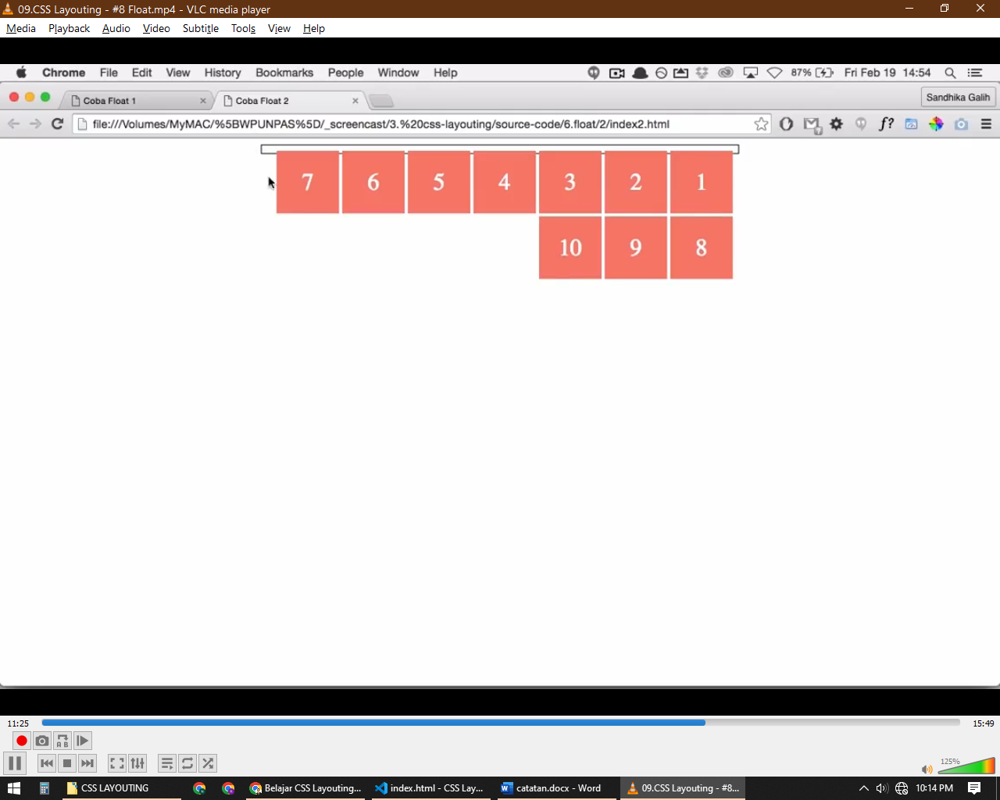 09.CSS Layouting - #8 Float.mp4 - VLC media player
Media Playback Audio Video Subtitle Tools View Help
Chrome File Edit View History Bookmarks People Window Help 87% Fri Feb 19 14:54
Coba Float 1 Coba Float 2 Sandhika Galih
file:///Volumes/MyMAC/%5BWPUNPAS%5D/_screencast/3.%20css-layouting/source-code/6.float/2/index2.html f?
7 6 5 4 3 2 1
10 9 8
11:25 15:49
A B
125%
CSS LAYOUTING Belajar CSS Layouting... index.html - CSS Lay... catatan.docx - Word 09.CSS Layouting - #8... 10:14 PM